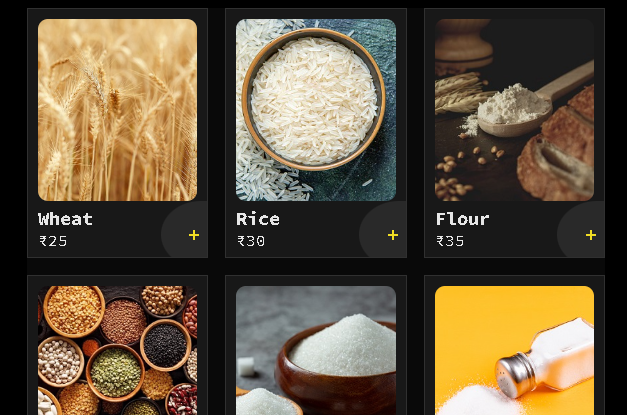 Wheat
₹25
+
Rice
₹30
+
Flour
₹35
+